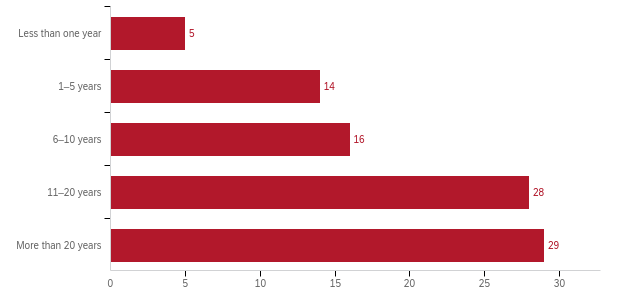 Less than one year 5
1–5 years 14
6–10 years 16
11–20 years 28
More than 20 years 29
0 5 10 15 20 25 30